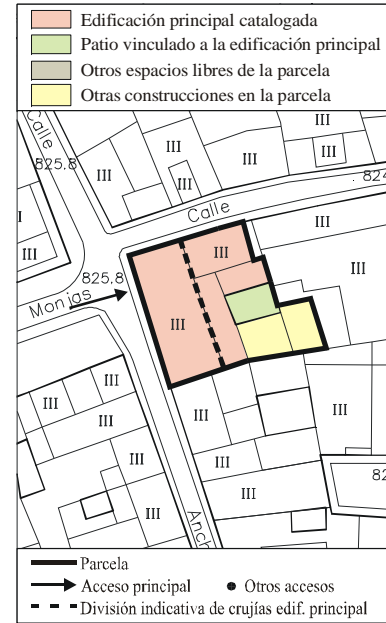 Edificación principal catalogada
Patio vinculado a la edificación principal
Otros espacios libres de la parcela
Otras construcciones en la parcela
Calle
825.8
III
III
III
III
III
III
824
Calle
III
III
III
III
825.8
Monjas
III
III
III
III
III
III
III
III
III
82
III
III
III
Anch
Parcela
Acceso principal
Otros accesos
División indicativa de crujías edif. principal